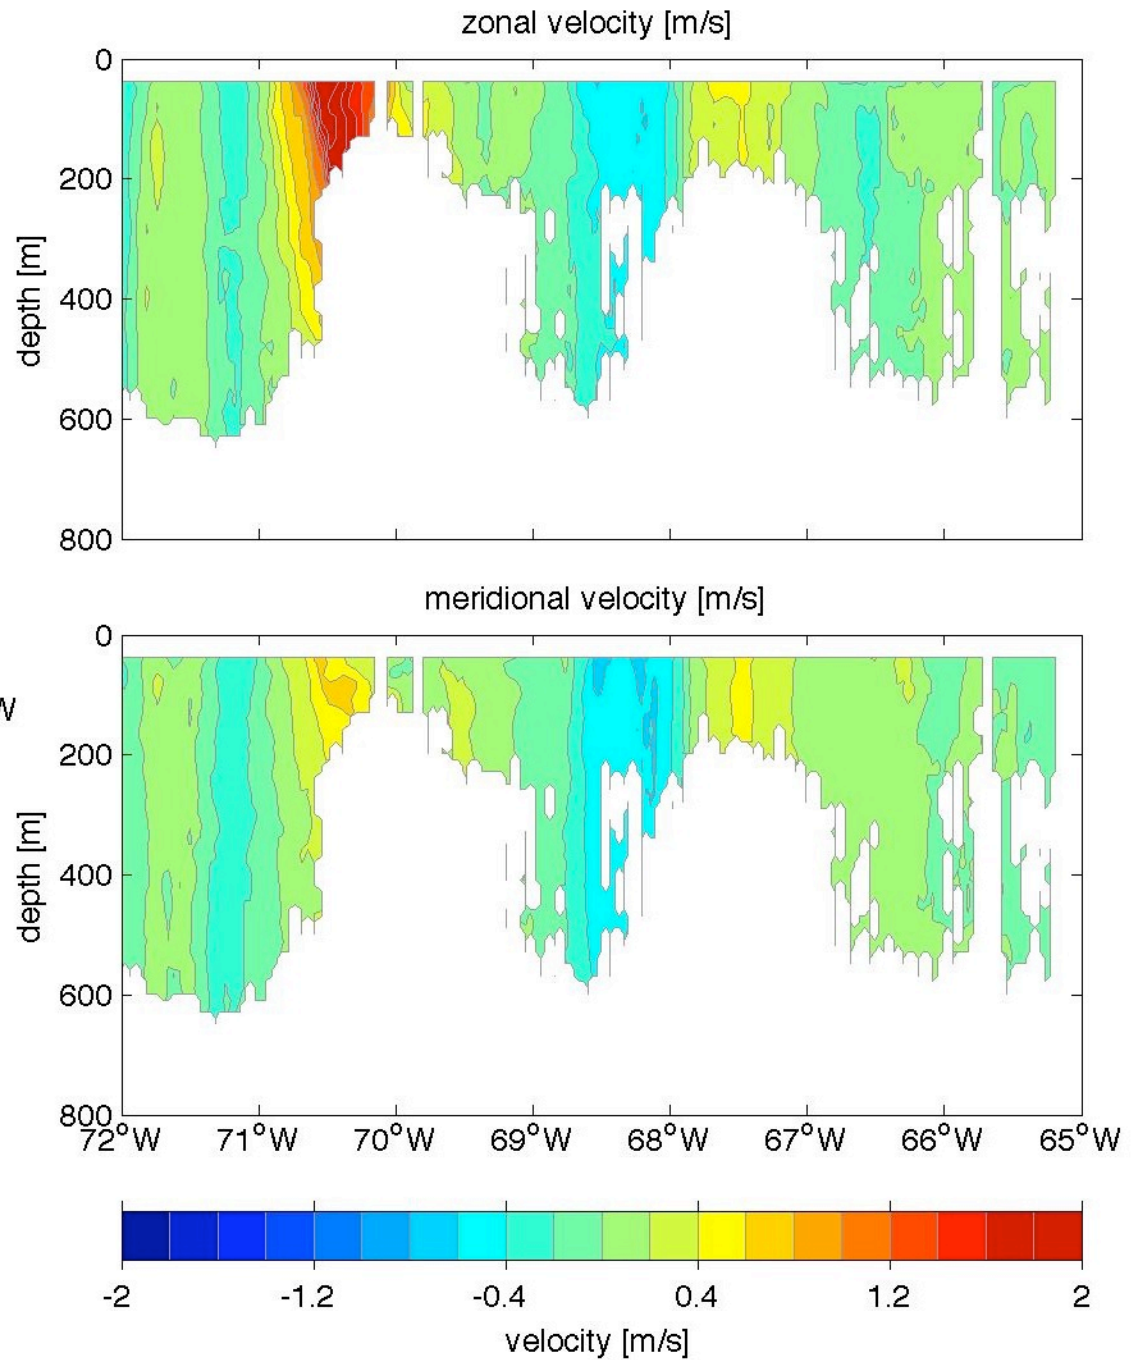 zonal velocity [m/s]
0
200
400
600
800
depth [m]
meridional velocity [m/s]
0
200
400
600
800
depth [m]
W
72°W 71°W 70°W 69°W 68°W 67°W 66°W 65°W
-2 -1.2 -0.4 0.4 1.2 2
velocity [m/s]